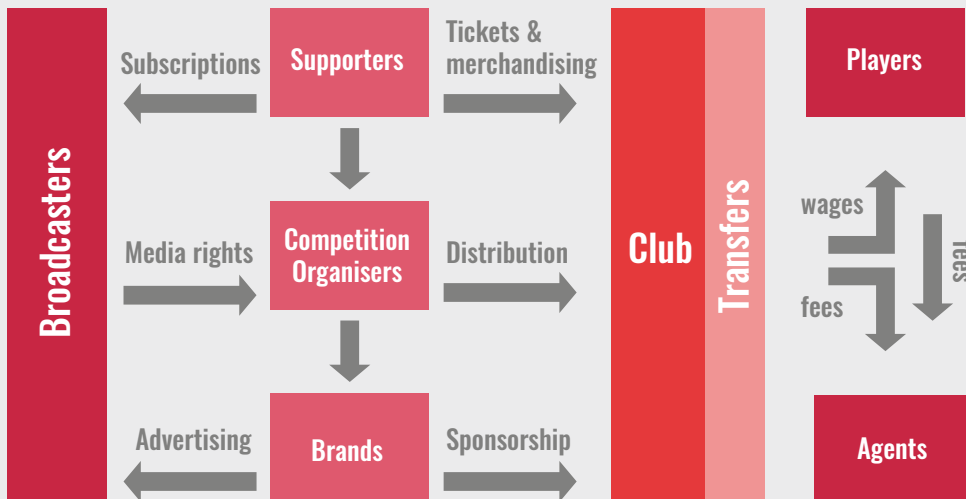 Broadcasters
Subscriptions
Supporters
Tickets &
merchandising
Media rights
Competition
Organisers
Distribution
Advertising
Brands
Sponsorship
Club
Transfers
Players
wages
fees
fees
Agents